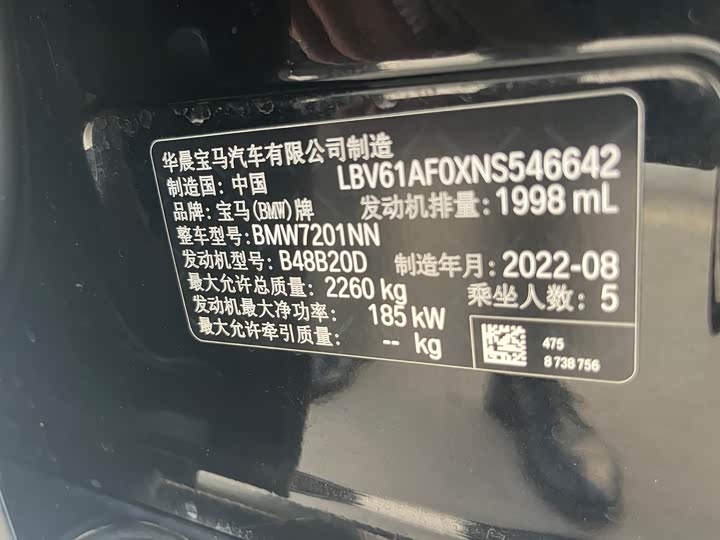 华晨宝马汽车有限公司制造
制造国: 中国 LBV61AF0XNS546642
品牌: 宝马(BMW)牌 发动机排量: 1998 mL
整车型号: BMW7201NN
发动机型号: B48B20D 制造年月: 2022-08
最大允许总质量: 2260 kg 乘坐人数: 5
发动机最大净功率: 185 kW
最大允许牵引质量: -- kg
475
8 738 756